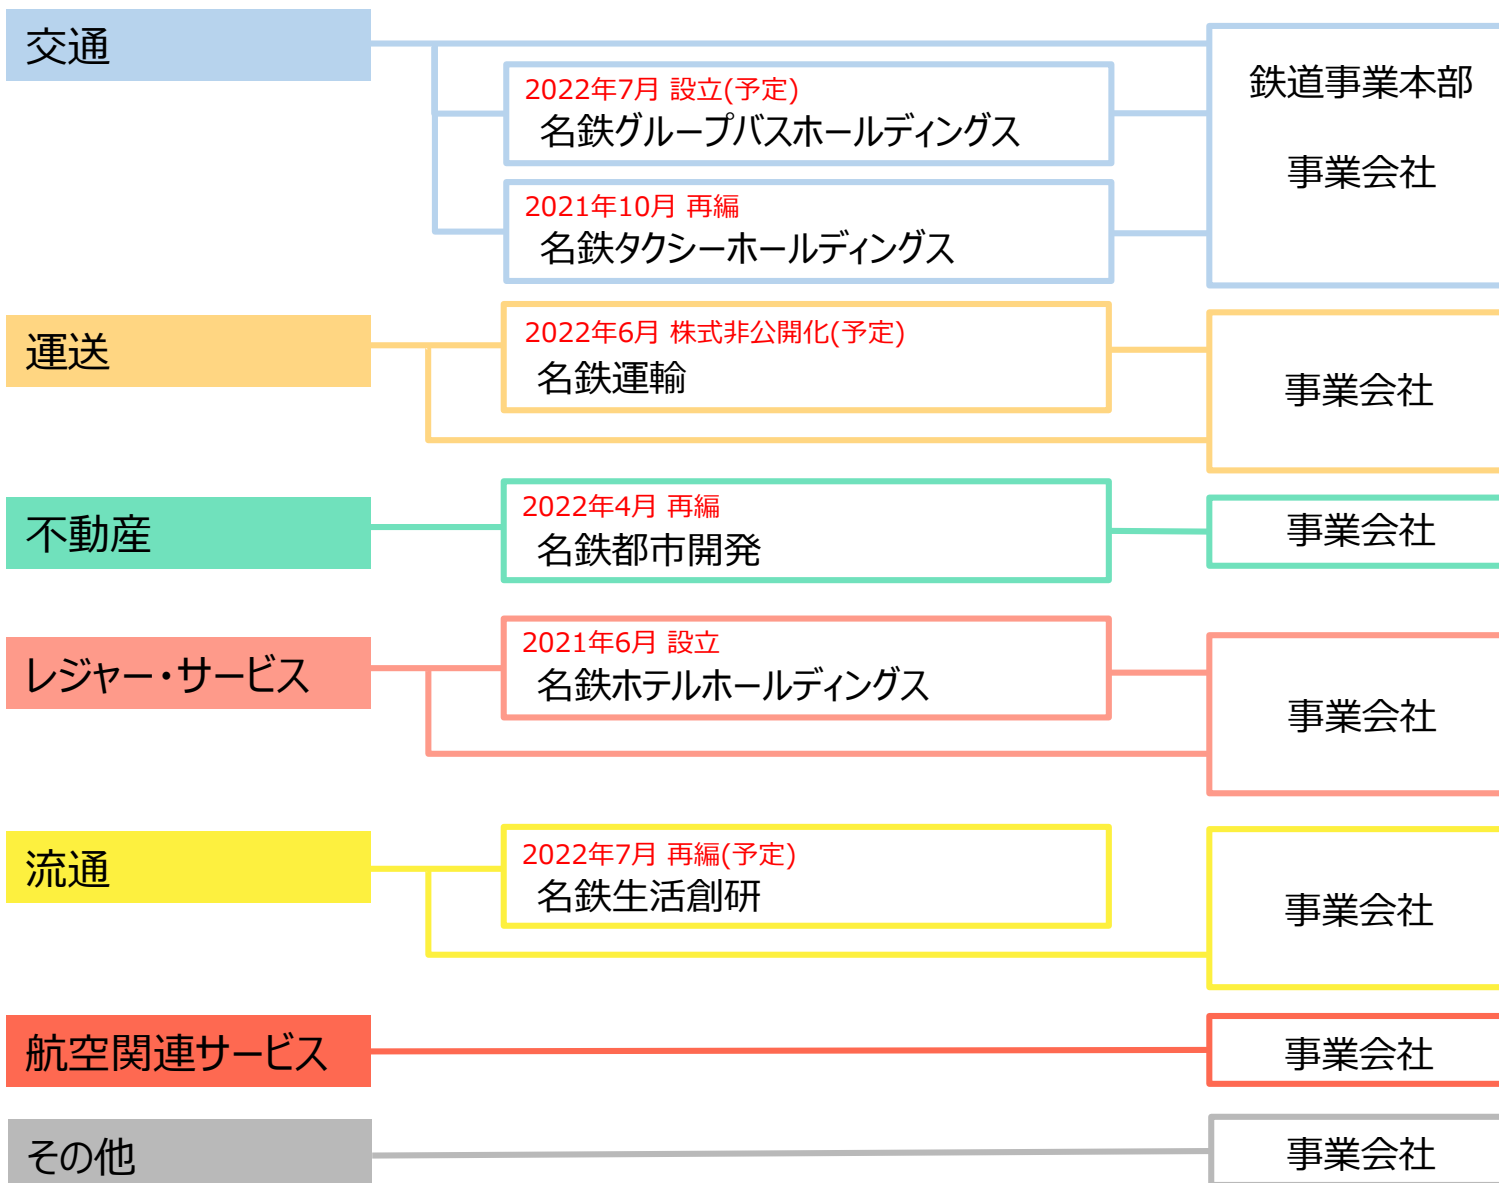 交通
2022年7月 設立(予定)
名鉄グループバスホールディングス
2021年10月 再編
名鉄タクシーホールディングス
鉄道事業本部
事業会社
運送
2022年6月 株式非公開化(予定)
名鉄運輸
事業会社
不動産
2022年4月 再編
名鉄都市開発
事業会社
レジャー・サービス
2021年6月 設立
名鉄ホテルホールディングス
事業会社
流通
2022年7月 再編(予定)
名鉄生活創研
事業会社
航空関連サービス
事業会社
その他
事業会社